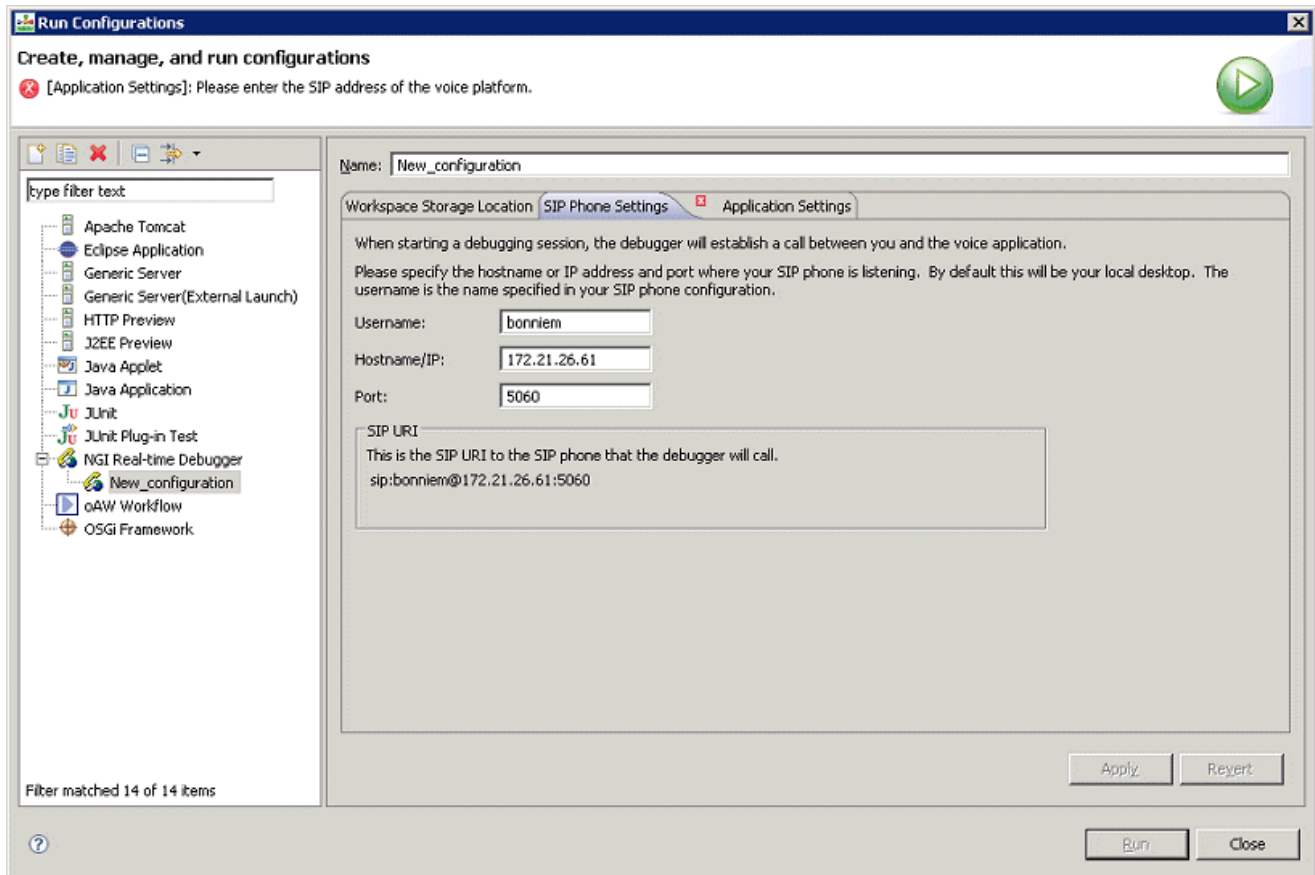 Run Configurations
Create, manage, and run configurations
[Application Settings]: Please enter the SIP address of the voice platform.
type filter text
Apache Tomcat
Eclipse Application
Generic Server
Generic Server(External Launch)
HTTP Preview
J2EE Preview
Java Applet
Java Application
JUnit
JUnit Plug-in Test
NGI Real-time Debugger
New_configuration
oAW Workflow
OSGi Framework
Filter matched 14 of 14 items
Name: New_configuration
Workspace Storage Location SIP Phone Settings Application Settings
When starting a debugging session, the debugger will establish a call between you and the voice application.
Please specify the hostname or IP address and port where your SIP phone is listening. By default this will be your local desktop. The
username is the name specified in your SIP phone configuration.
Username: bonniem
Hostname/IP: 172.21.26.61
Port: 5060
SIP URI
This is the SIP URI to the SIP phone that the debugger will call.
sip:bonniem@172.21.26.61:5060
Apply Revert
Run Close